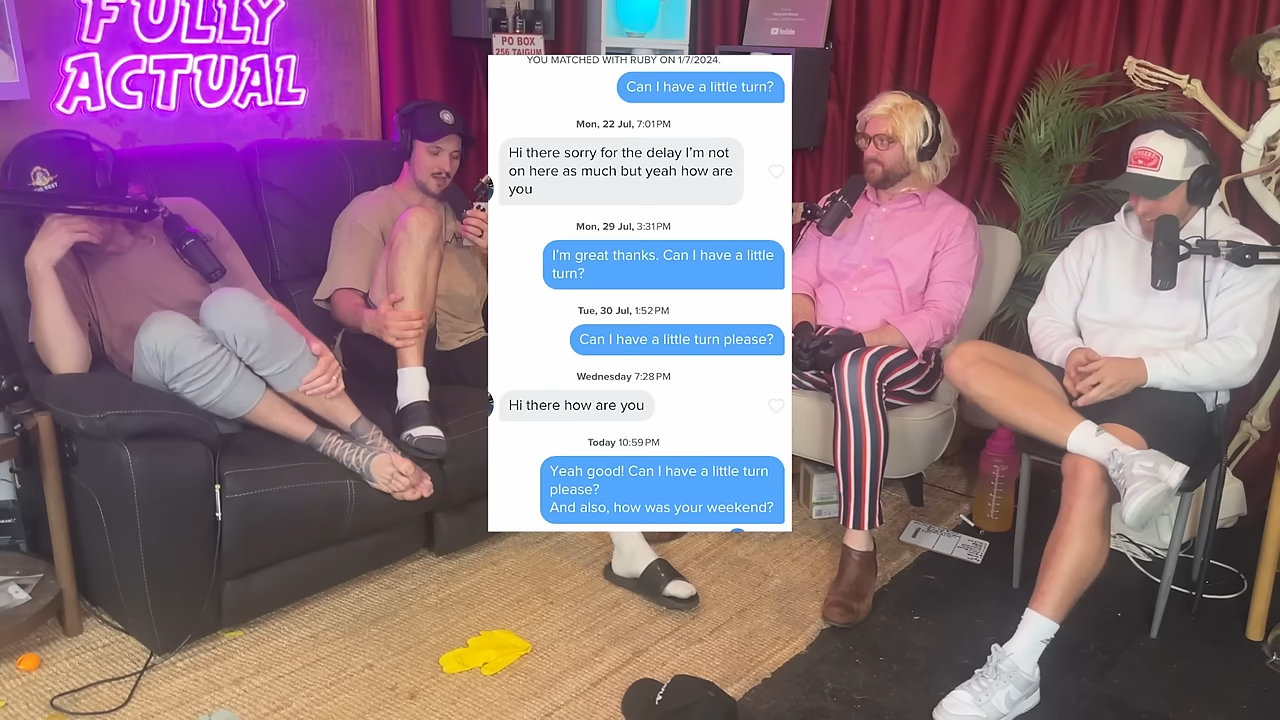 FULLY
ACTUAL
PO BOX
256 TAIGUM
YouTube
YOU MATCHED WITH RUBY ON 1/7/2024.
Can I have a little turn?
Mon, 22 Jul, 7:01PM
Hi there sorry for the delay I'm not
on here as much but yeah how are
you
Mon, 29 Jul, 3:31PM
I'm great thanks. Can I have a little
turn?
Tue, 30 Jul, 1:52PM
Can I have a little turn please?
Wednesday 7:28PM
Hi there how are you
Today 10:59PM
Yeah good! Can I have a little turn
please?
And also, how was your weekend?